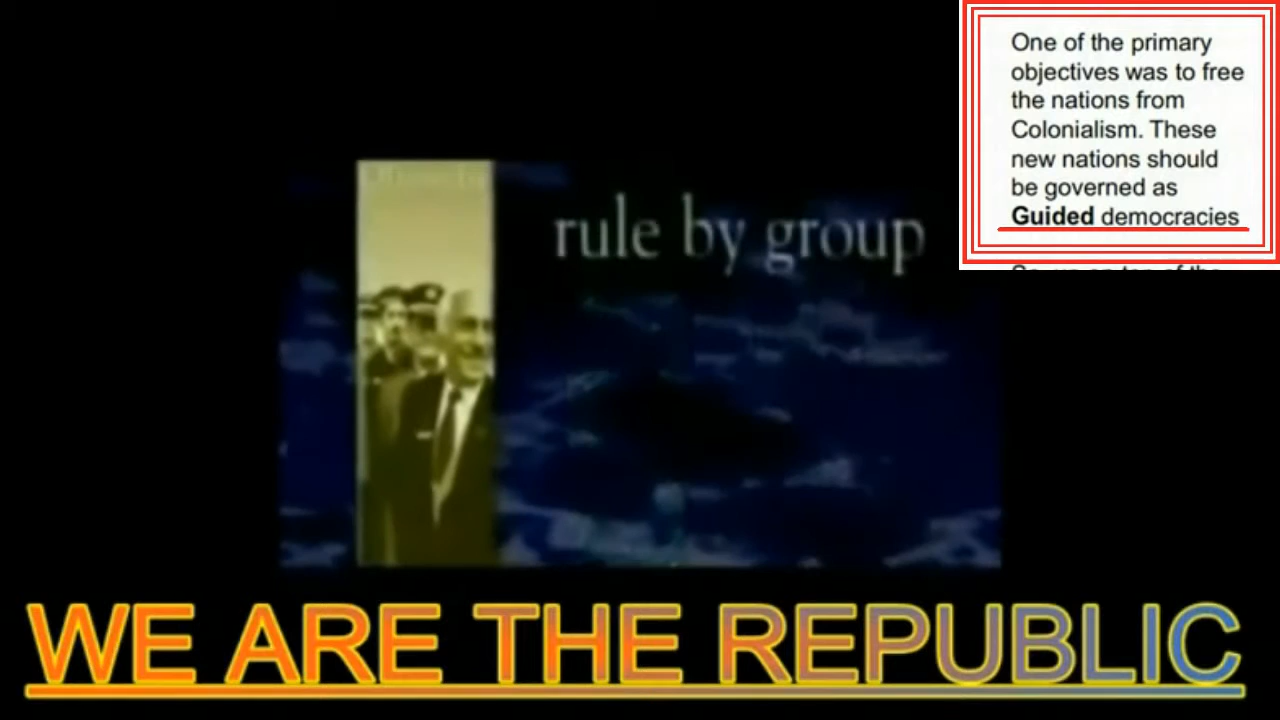 One of the primary
objectives was to free
the nations from
Colonialism. These
new nations should
be governed as
Guided democracies
rule by group
WE ARE THE REPUBLIC